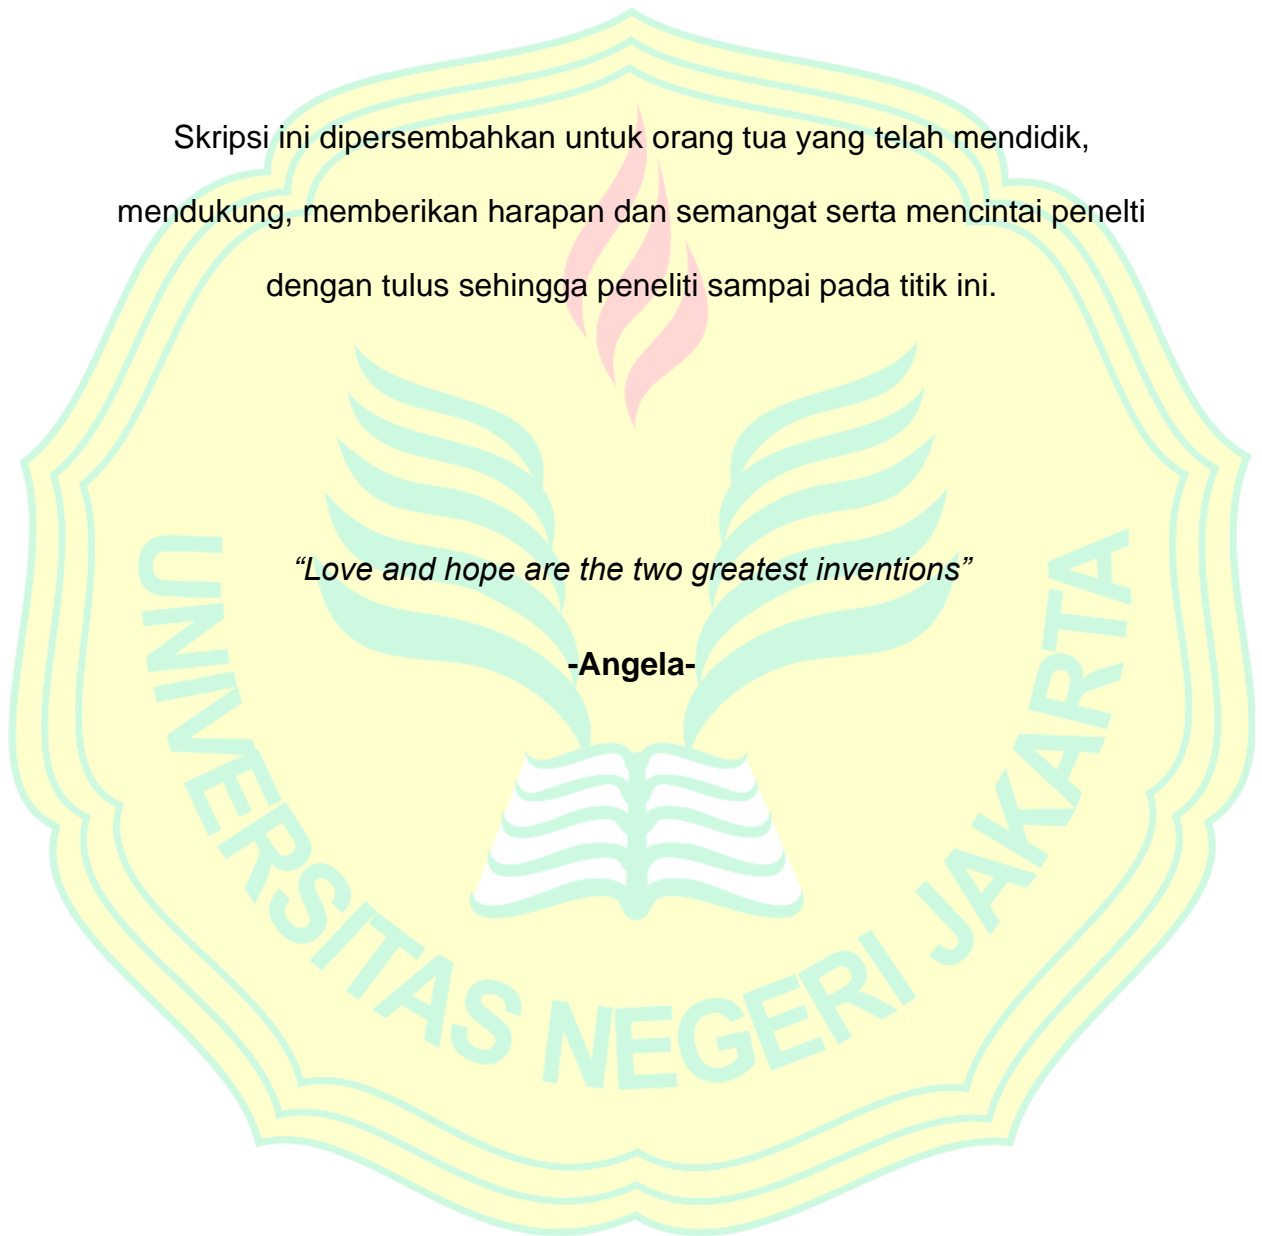 Skripsi ini dipersembahkan untuk orang tua yang telah mendidik,
mendukung, memberikan harapan dan semangat serta mencintai penelti
dengan tulus sehingga peneliti sampai pada titik ini.
“Love and hope are the two greatest inventions”
-Angela-
UNIVERSITAS NEGERI JAKARTA